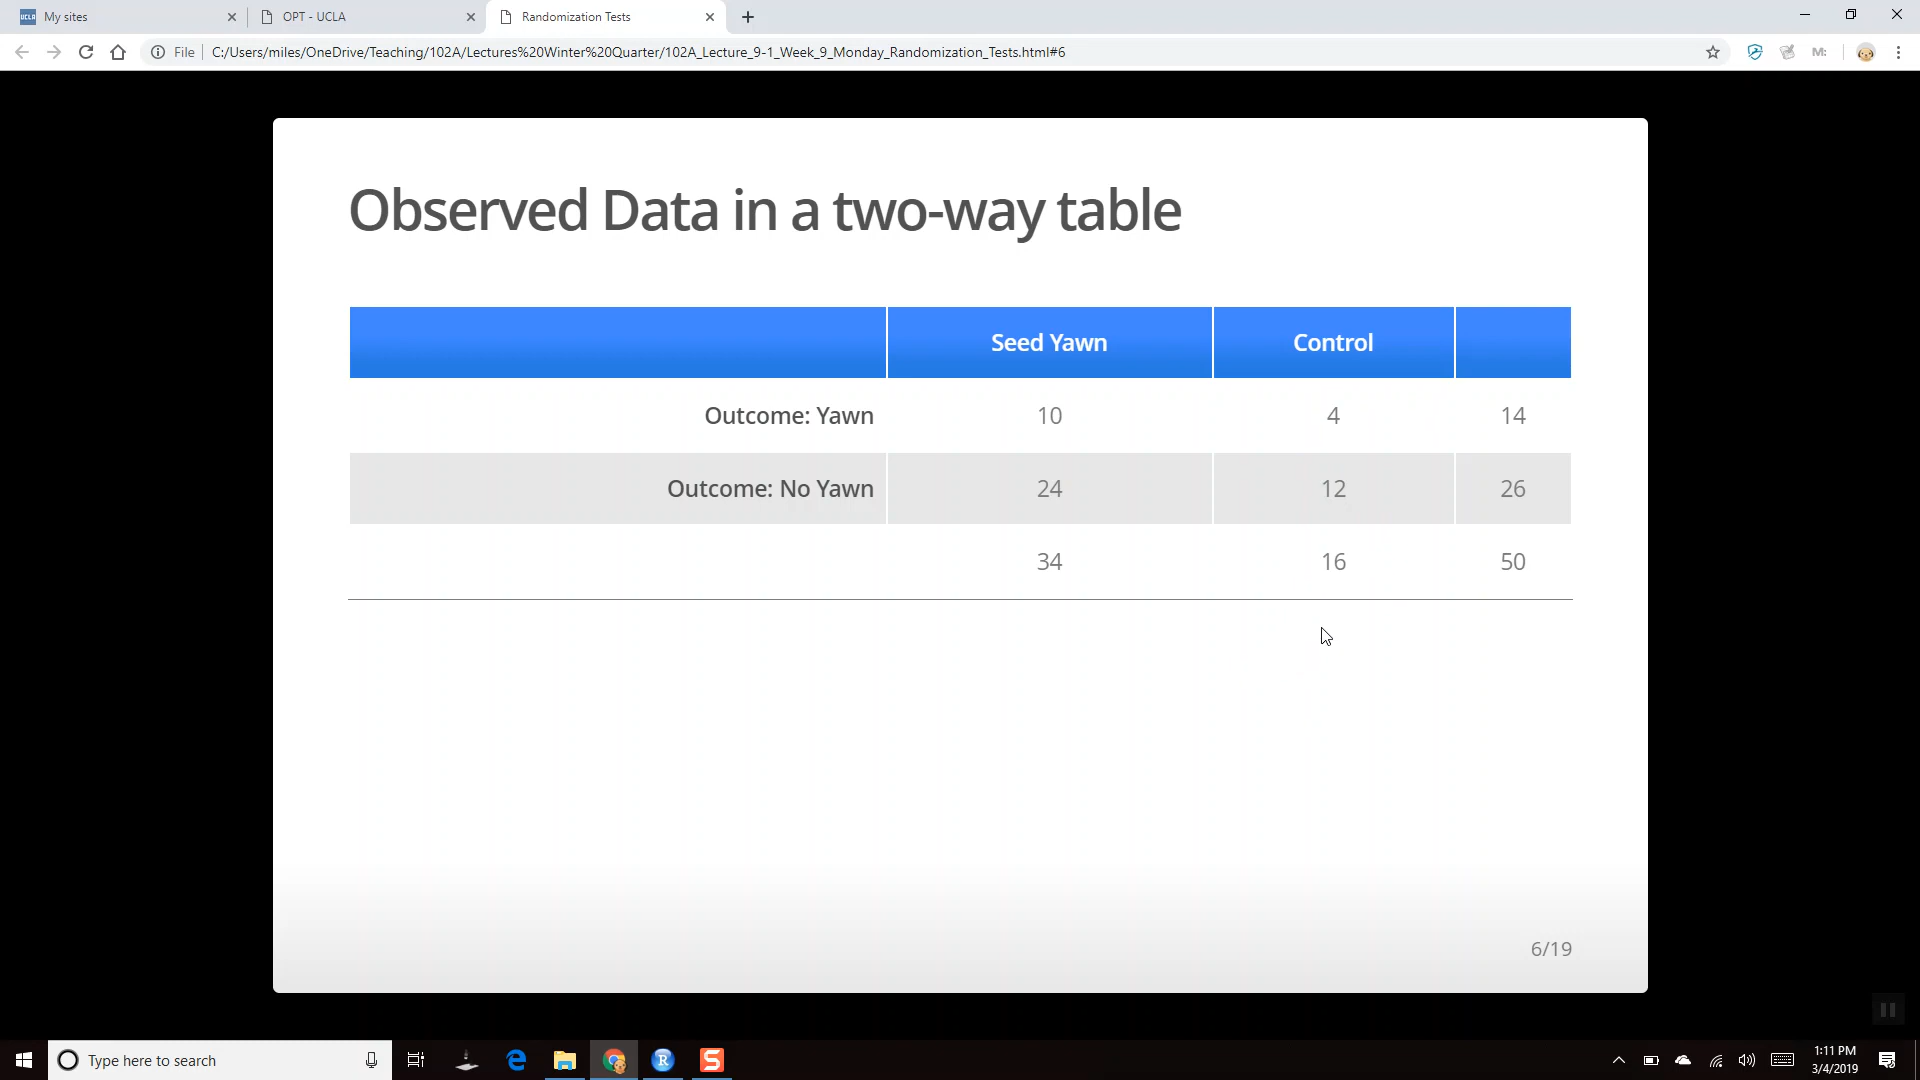 UCLA My sites
OPT - UCLA
Randomization Tests
File
C:/Users/miles/OneDrive/Teaching/102A/Lectures%20Winter%20Quarter/102A_Lecture_9-1_Week_9_Monday_Randomization_Tests.html#6
M:
Observed Data in a two-way table
Seed Yawn Control
Outcome: Yawn 10 4 14
Outcome: No Yawn 24 12 26
34 16 50
6/19
Type here to search
R
S
1:11 PM
3/4/2019